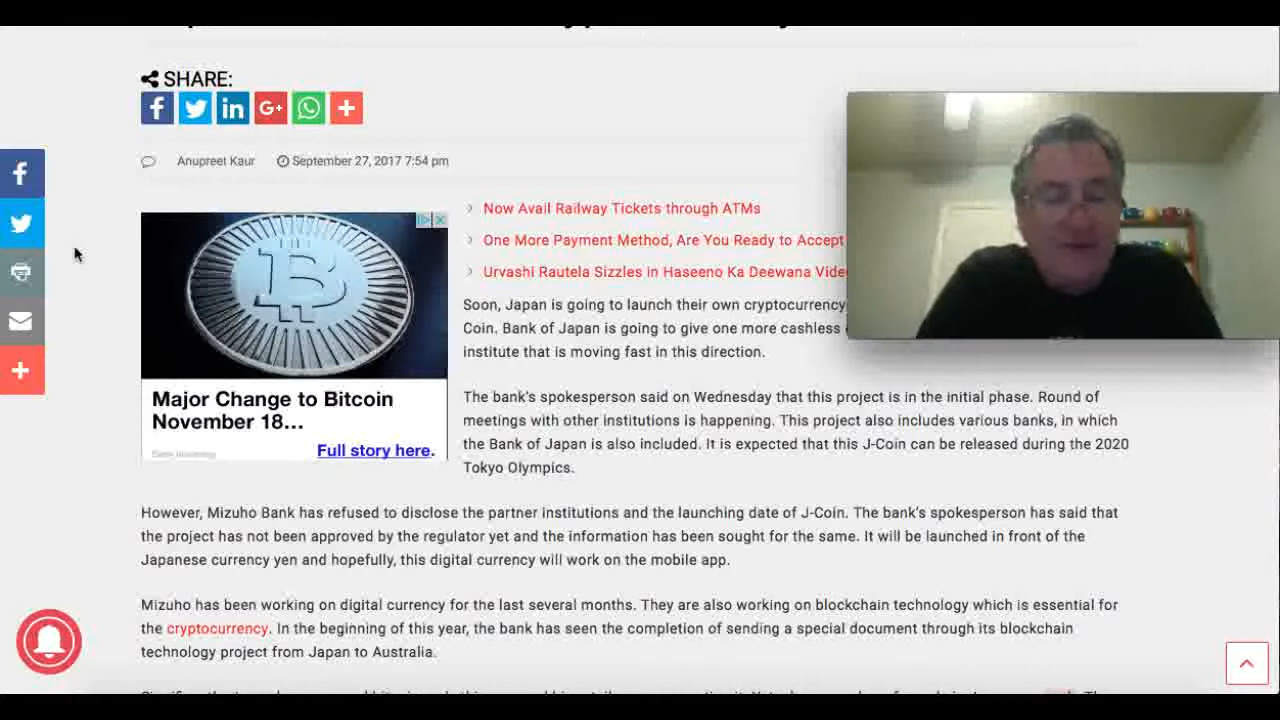 SHARE:
Anupreet Kaur September 27, 2017 7:54 pm
Now Avail Railway Tickets through ATMs
One More Payment Method, Are You Ready to Accept
Urvashi Rautela Sizzles in Haseeno Ka Deewana
Soon, Japan is going to launch their own cryptocurrency
Coin. Bank of Japan is going to give one more cashless
institute that is moving fast in this direction.
Major Change to Bitcoin
November 18...
Full story here.
The bank's spokesperson said on Wednesday that this project is in the initial phase. Round of
meetings with other institutions is happening. This project also includes various banks, in which
the Bank of Japan is also included. It is expected that this J-Coin can be released during the 2020
Tokyo Olympics.
However, Mizuho Bank has refused to disclose the partner institutions and the launching date of J-Coin. The bank's spokesperson has said that
the project has not been approved by the regulator yet and the information has been sought for the same. It will be launched in front of the
Japanese currency yen and hopefully, this digital currency will work on the mobile app.
Mizuho has been working on digital currency for the last several months. They are also working on blockchain technology which is essential for
the cryptocurrency. In the beginning of this year, the bank has seen the completion of sending a special document through its blockchain
technology project from Japan to Australia.